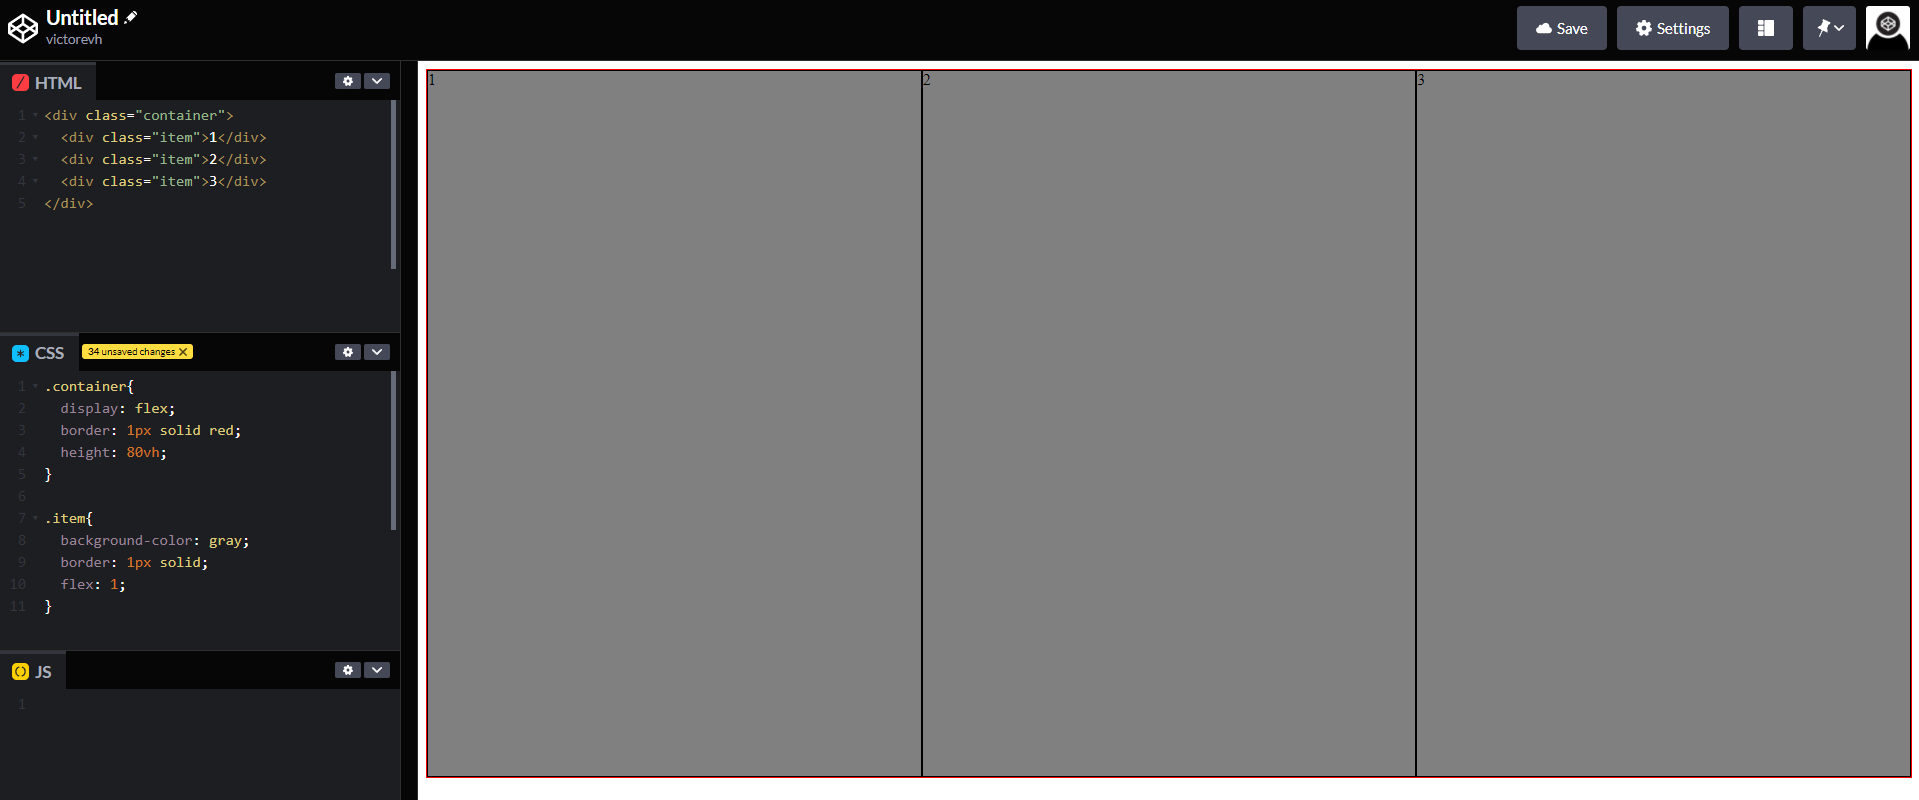 Untitled
victorevh
Save
Settings
HTML
1 <div class="container">
2 <div class="item">1</div>
3 <div class="item">2</div>
4 <div class="item">3</div>
5 </div>
CSS
34 unsaved changes X
1 .container{
2 display: flex;
3 border: 1px solid red;
4 height: 80vh;
5 }
6
7 .item{
8 background-color: gray;
9 border: 1px solid;
10 flex: 1;
11 }
JS
1
1
2
3